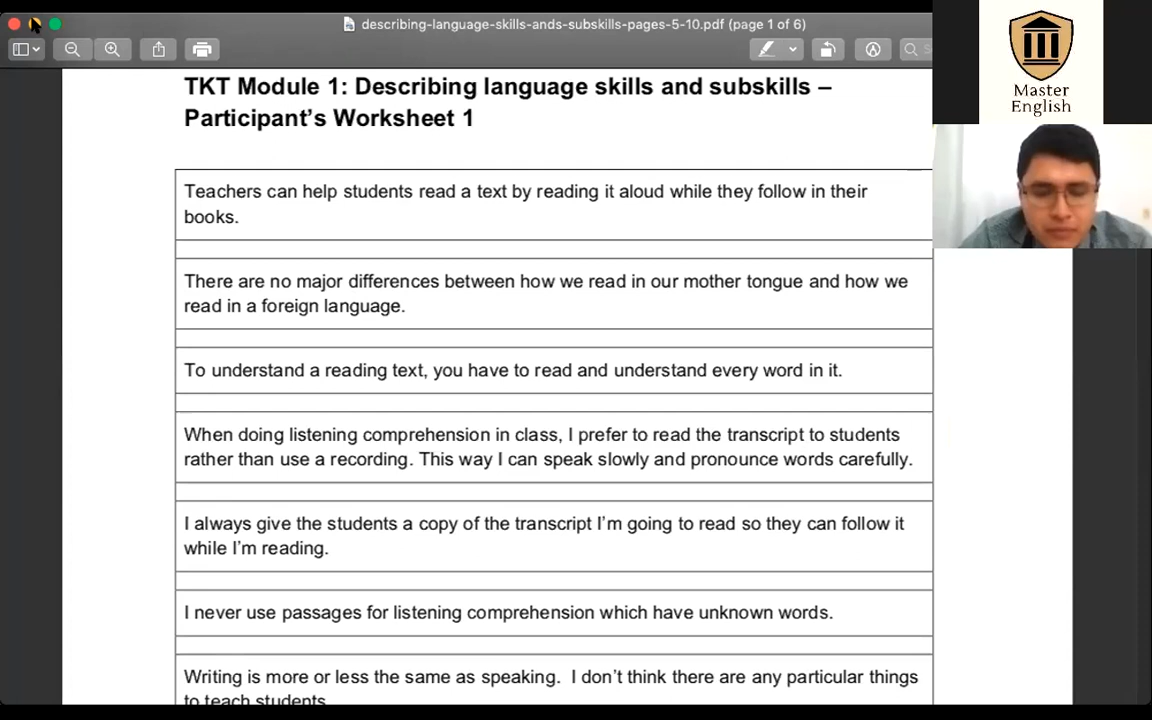 describing-language-skills-ands-subskills-pages-5-10.pdf (page 1 of 6)
Master
English
TKT Module 1: Describing language skills and subskills –
Participant's Worksheet 1
Teachers can help students read a text by reading it aloud while they follow in their
books.
There are no major differences between how we read in our mother tongue and how we
read in a foreign language.
To understand a reading text, you have to read and understand every word in it.
When doing listening comprehension in class, I prefer to read the transcript to students
rather than use a recording. This way I can speak slowly and pronounce words carefully.
I always give the students a copy of the transcript I'm going to read so they can follow it
while I'm reading.
I never use passages for listening comprehension which have unknown words.
Writing is more or less the same as speaking.  I don't think there are any particular things
to teach students.